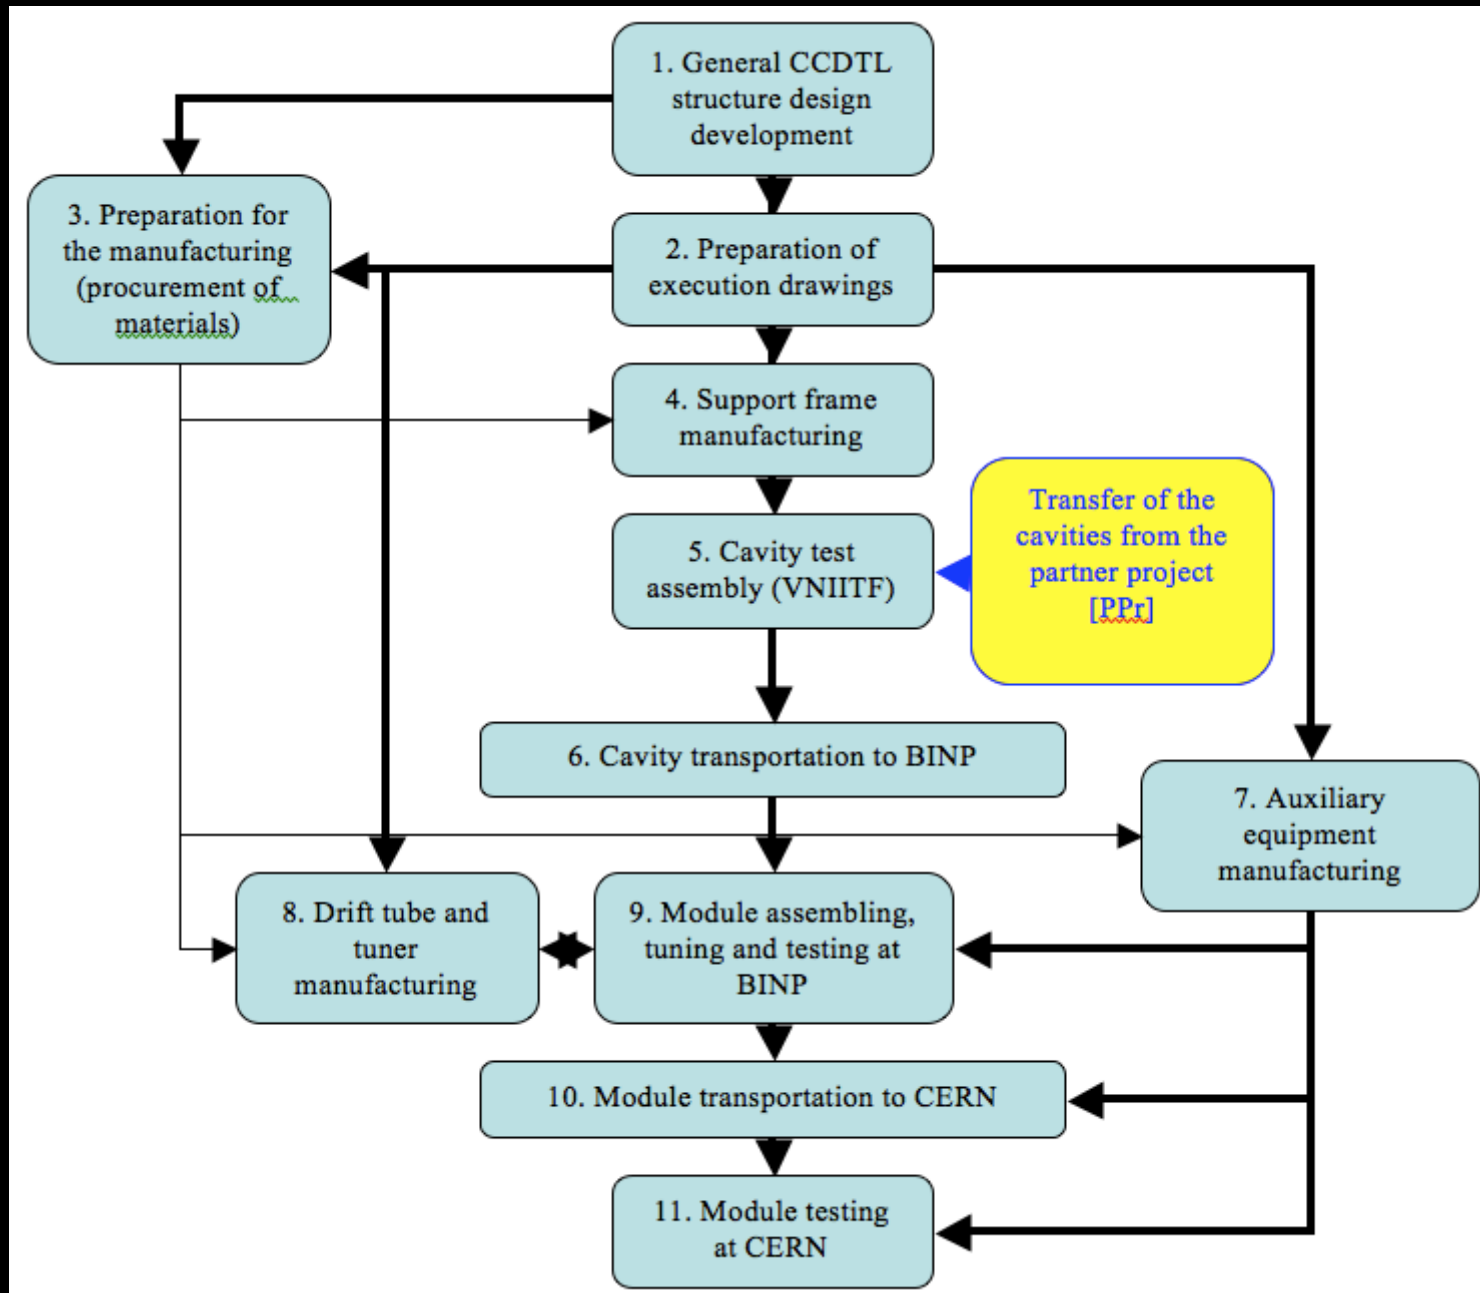 1. General CCDTL
structure design
development
3. Preparation for
the manufacturing
(procurement of
materials)
2. Preparation of
execution drawings
4. Support frame
manufacturing
Transfer of the
cavities from the
partner project
[PPr]
5. Cavity test
assembly (VNIITF)
6. Cavity transportation to BINP
7. Auxiliary
equipment
manufacturing
8. Drift tube and
tuner
manufacturing
9. Module assembling,
tuning and testing at
BINP
10. Module transportation to CERN
11. Module testing
at CERN